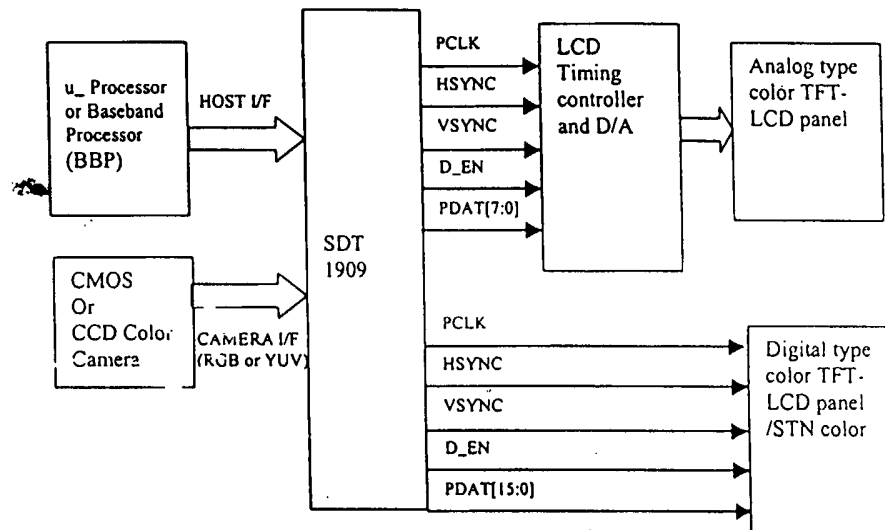 u_ Processor
or Baseband
Processor
(BBP)
HOST I/F
CMOS
Or
CCD Color
Camera
CAMERA I/F
(RGB or YUV)
SDT
1909
PCLK
HSYNC
VSYNC
D_EN
PDAT[7:0]
LCD
Timing
controller
and D/A
Analog type
color TFT-
LCD panel
PCLK
HSYNC
VSYNC
D_EN
PDAT[15:0]
Digital type
color TFT-
LCD panel
/STN color